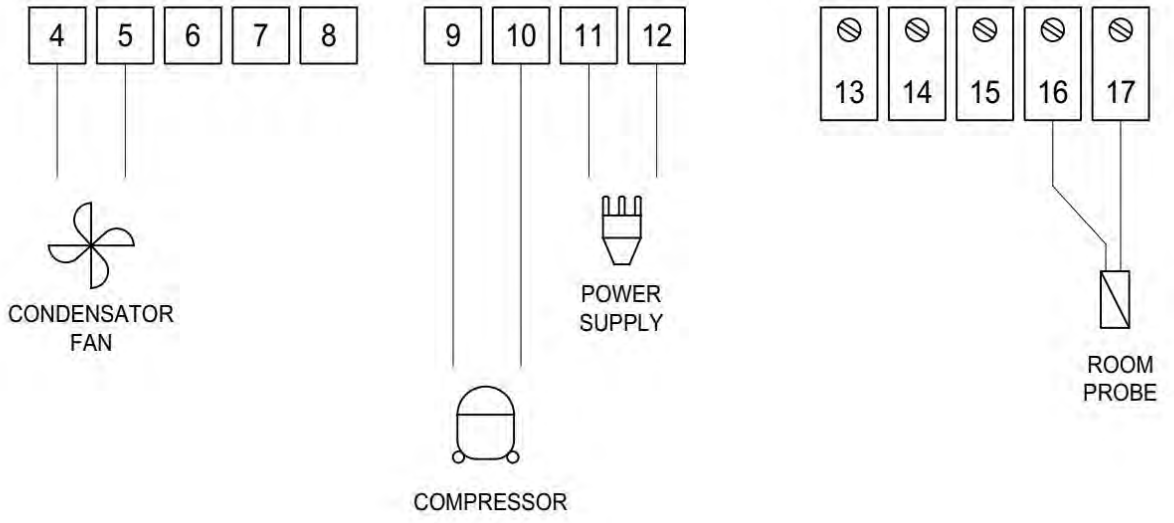 4 5 6 7 8 9 10 11 12 13 14 15 16 17
CONDENSATOR
FAN
POWER
SUPPLY
COMPRESSOR
ROOM
PROBE